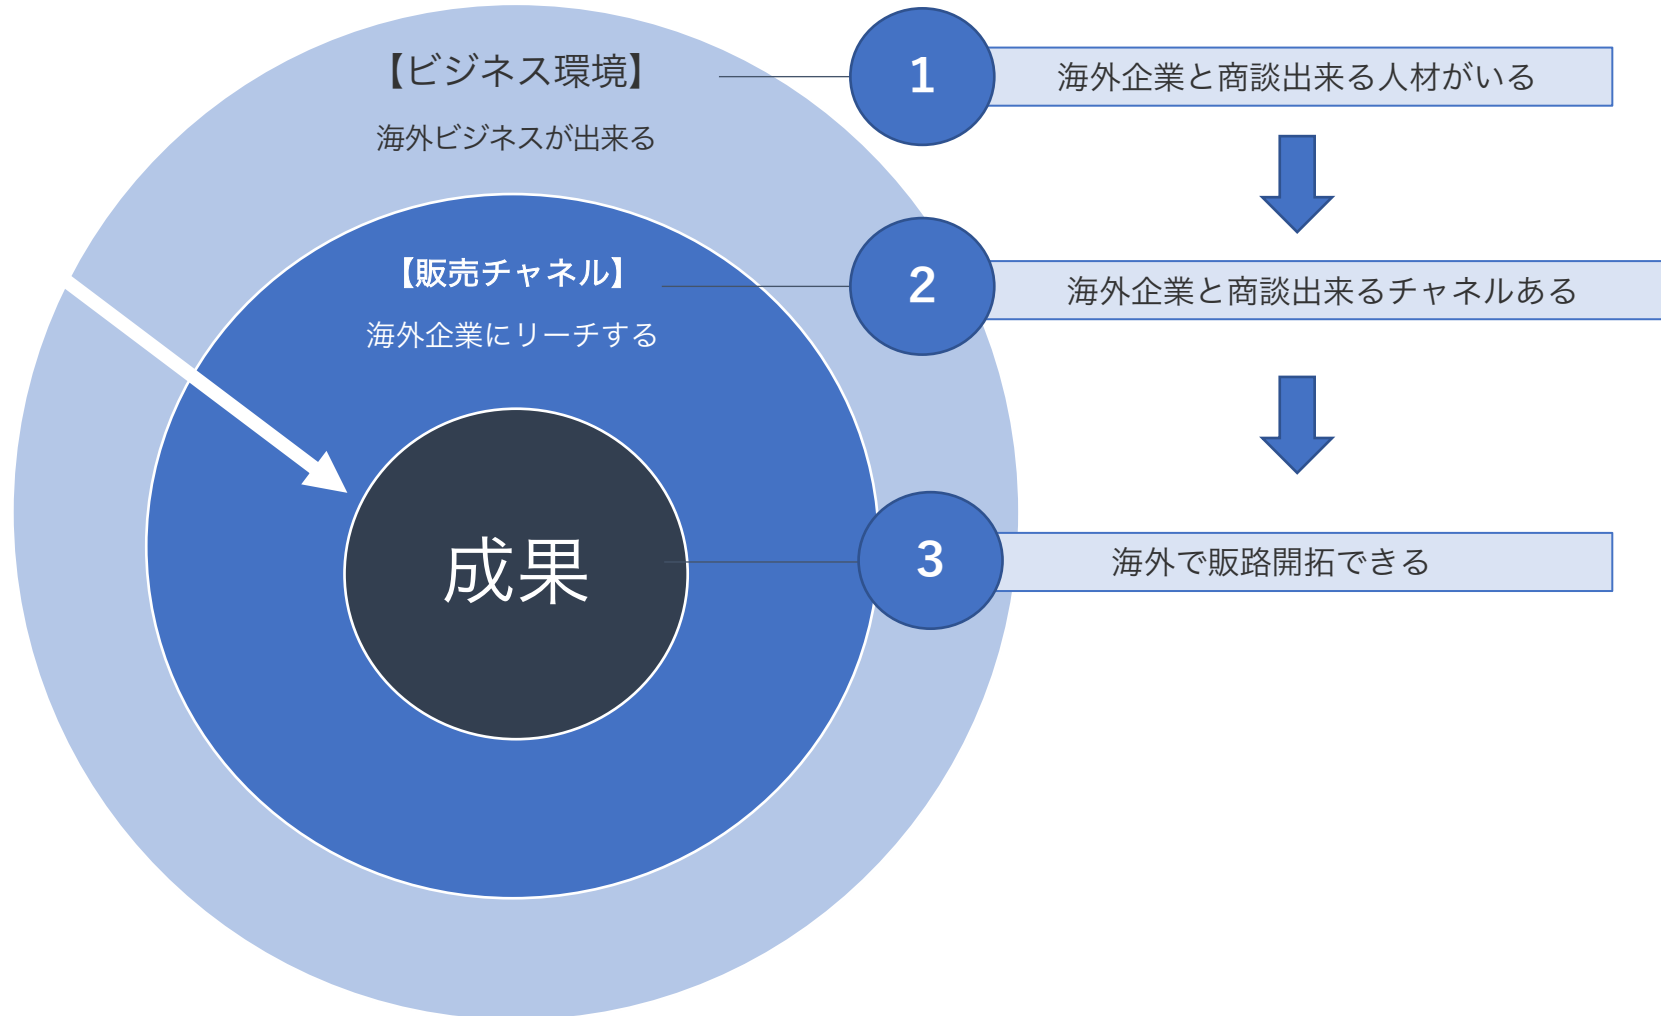 【ビジネス環境】
海外ビジネスが出来る
1
海外企業と商談出来る人材がいる
【販売チャネル】
海外企業にリーチする
2
海外企業と商談出来るチャネルある
成果
3
海外で販路開拓できる